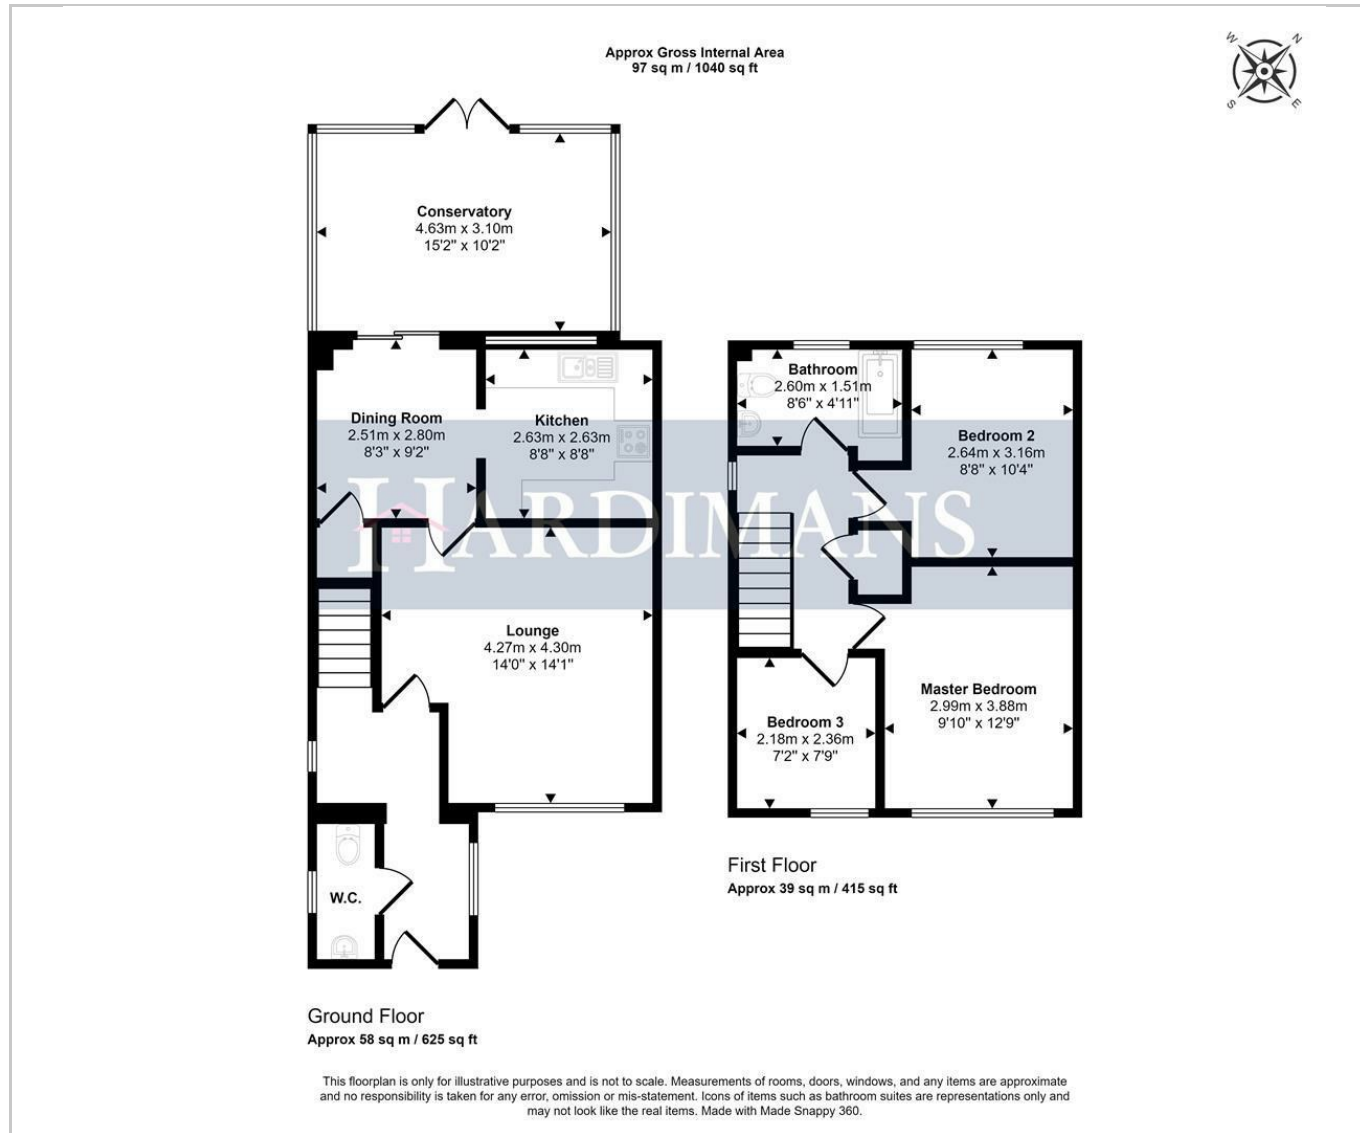 Approx Gross Internal Area
97 sq m / 1040 sq ft
W
N
S
E
Conservatory
4.63m x 3.10m
15'2" x 10'2"
Dining Room
2.51m x 2.80m
8'3" x 9'2"
Kitchen
2.63m x 2.63m
8'8" x 8'8"
Bathroom
2.60m x 1.51m
8'6" x 4'11"
Bedroom 2
2.64m x 3.16m
8'8" x 10'4"
HARDIMANS
Lounge
4.27m x 4.30m
14'0" x 14'1"
Master Bedroom
2.99m x 3.88m
9'10" x 12'9"
Bedroom 3
2.18m x 2.36m
7'2" x 7'9"
W.C.
First Floor
Approx 39 sq m / 415 sq ft
Ground Floor
Approx 58 sq m / 625 sq ft
This floorplan is only for illustrative purposes and is not to scale. Measurements of rooms, doors, windows, and any items are approximate
and no responsibility is taken for any error, omission or mis-statement. Icons of items such as bathroom suites are representations only and
may not look like the real items. Made with Made Snappy 360.